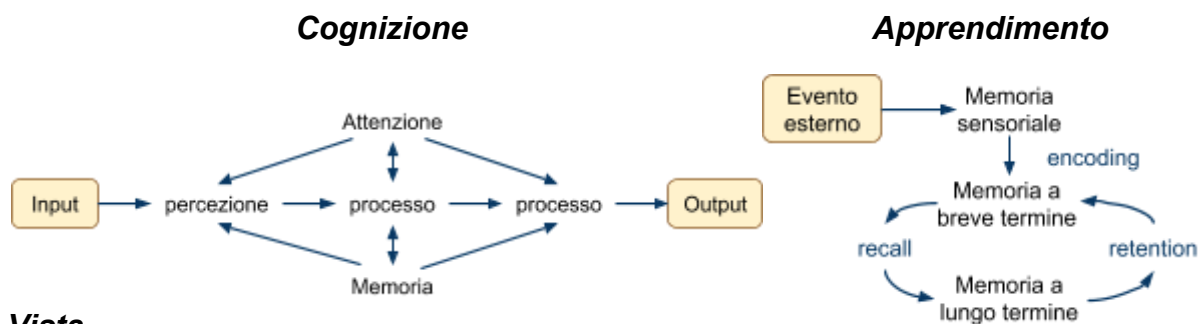 Cognizione
Attenzione
Input
percezione
processo
processo
Output
Memoria
Apprendimento
Evento
esterno
Memoria
sensoriale
encoding
Memoria a
breve termine
recall
retention
Memoria a
lungo termine
Vista